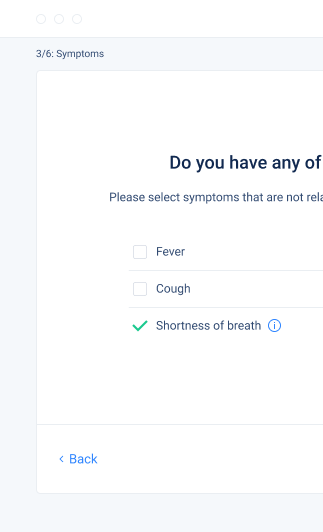 3/6: Symptoms
Do you have any of
Please select symptoms that are not rela
Fever
Cough
Shortness of breath
Back